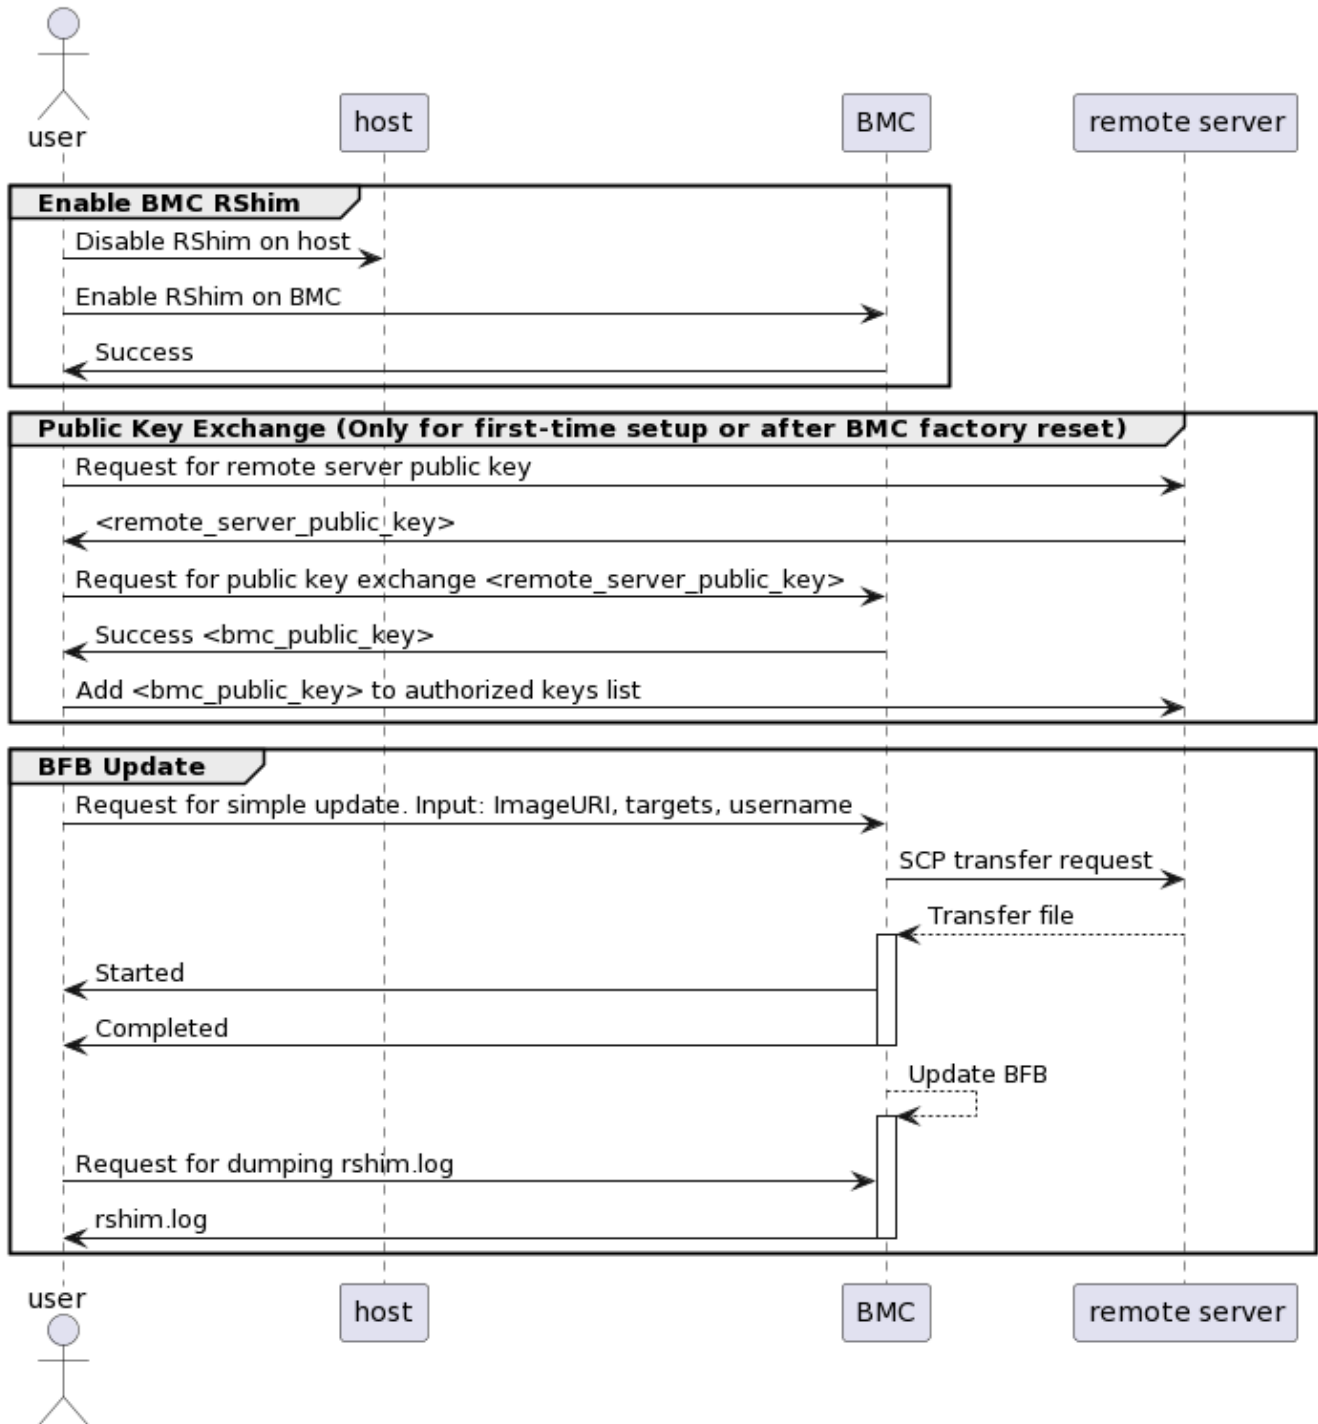 user
host
BMC
remote server
Enable BMC RShim
Disable RShim on host
Enable RShim on BMC
Success
Public Key Exchange (Only for first-time setup or after BMC factory reset)
Request for remote server public key
<remote_server_public_key>
Request for public key exchange <remote_server_public_key>
Success <bmc_public_key>
Add <bmc_public_key> to authorized keys list
BFB Update
Request for simple update. Input: ImageURI, targets, username
SCP transfer request
Transfer file
Started
Completed
Update BFB
Request for dumping rshim.log
rshim.log
user
host
BMC
remote server